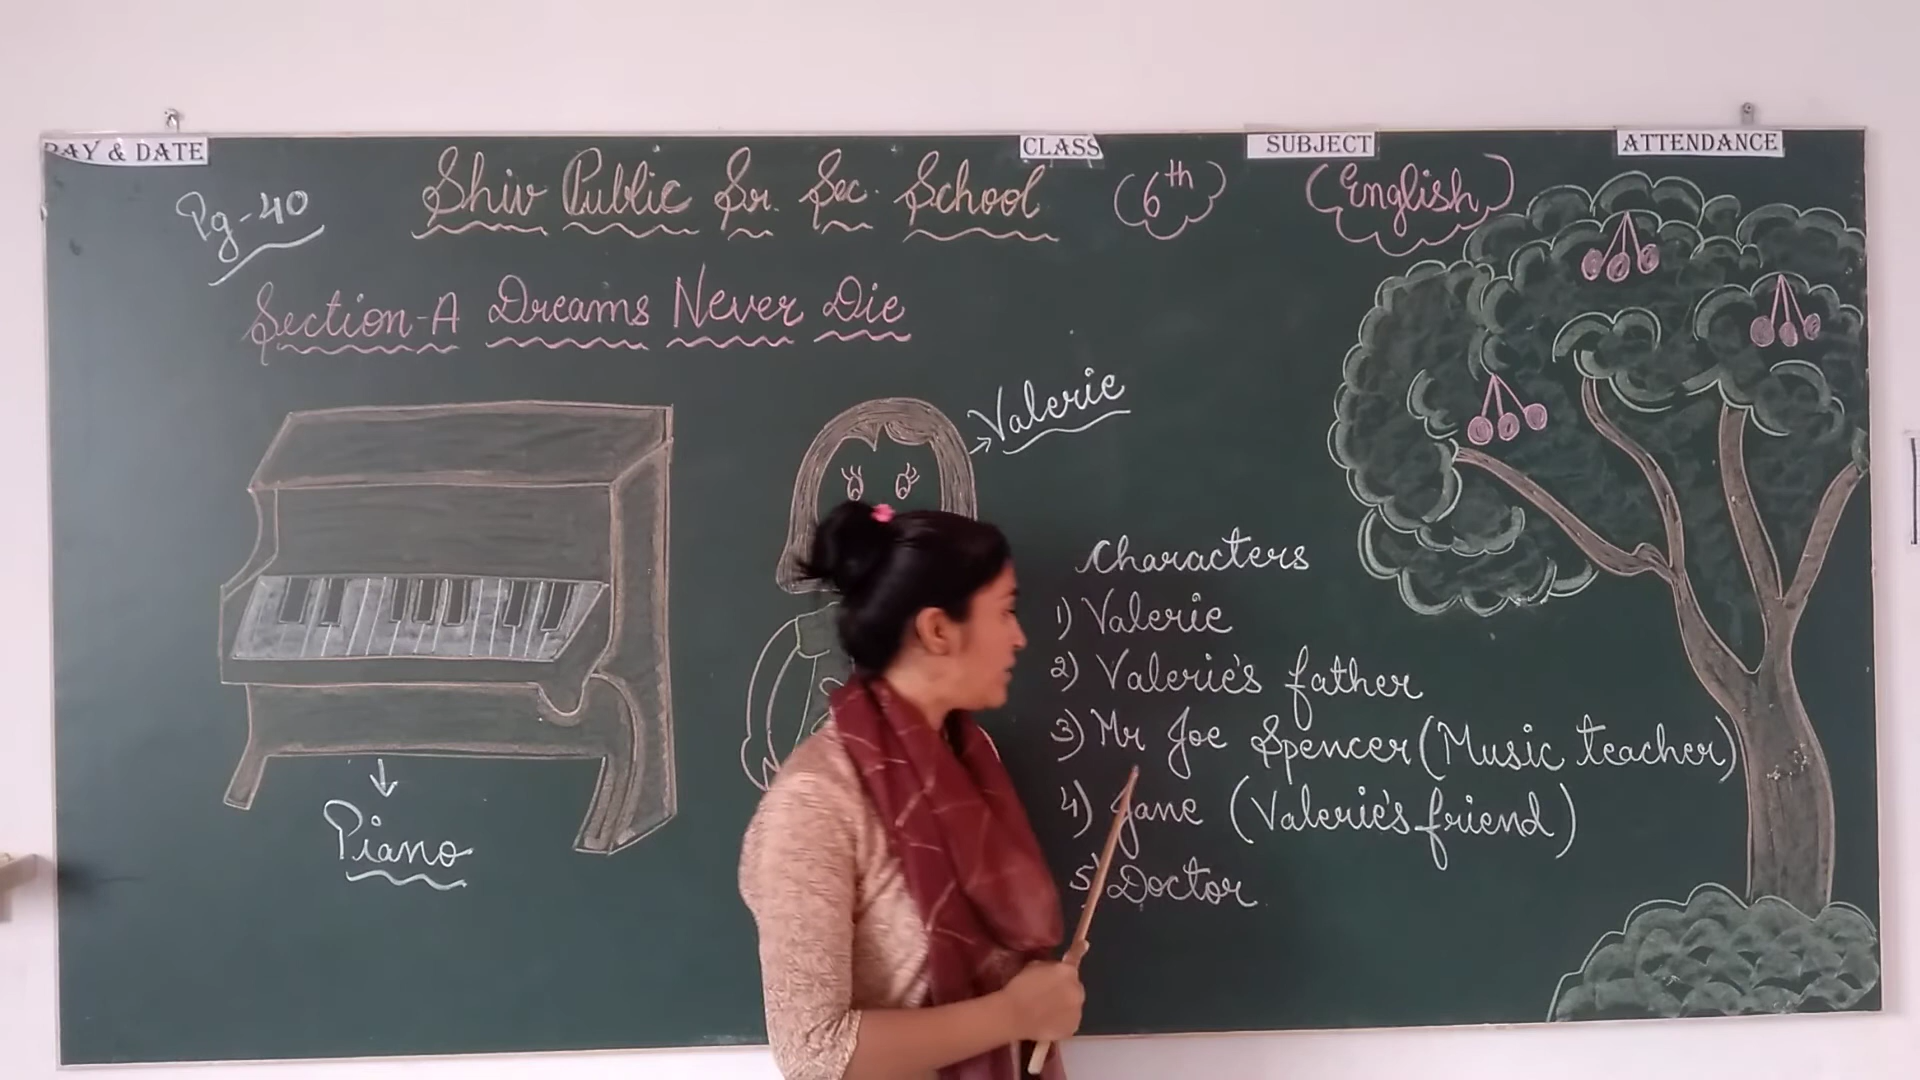 DAY & DATE
CLASS
SUBJECT
ATTENDANCE
Pg-40
Shiv Public Sr. Sec. School
6th
English
Section-A Dreams Never Die
Valerie
Piano
Characters
1) Valerie
2) Valerie's father
3) Mr Joe Spencer (Music teacher)
4) Jane (Valerie's friend)
5) Doctor